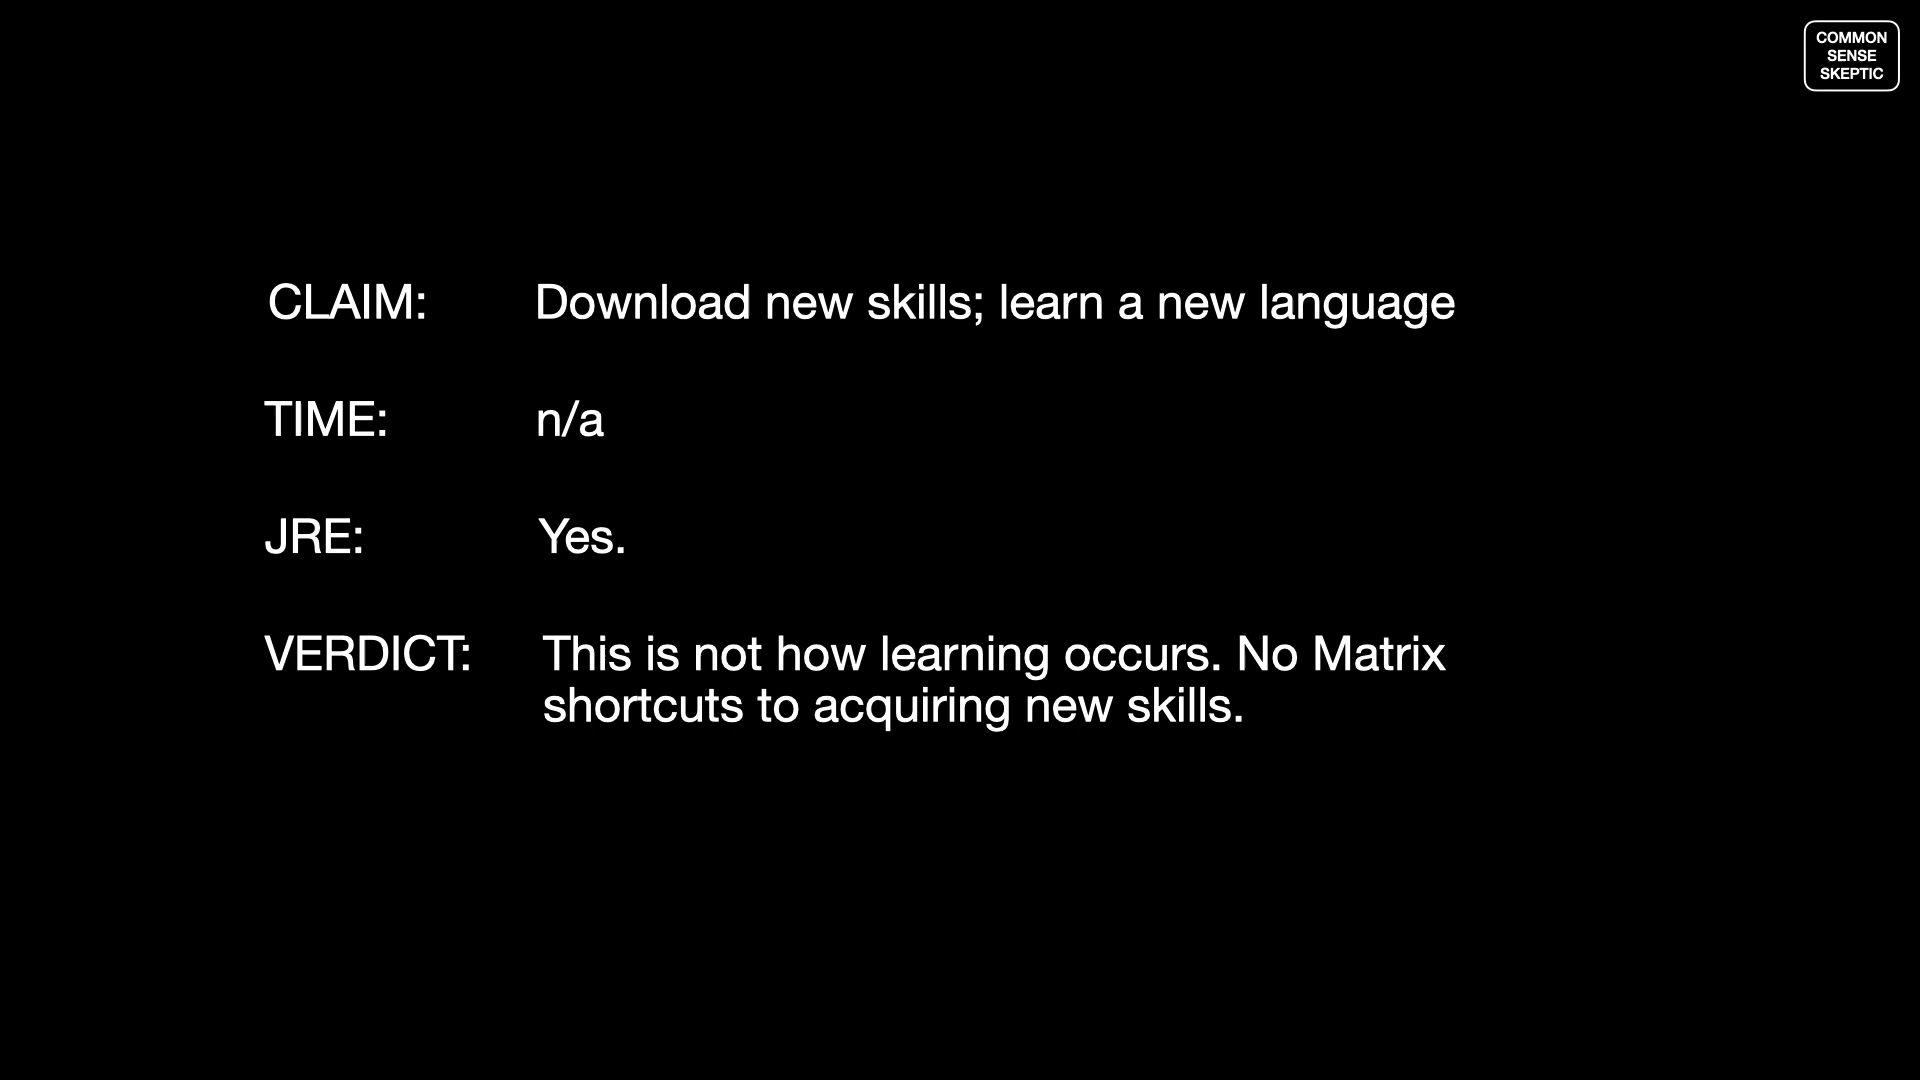 COMMON
SENSE
SKEPTIC
CLAIM: Download new skills; learn a new language
TIME: n/a
JRE: Yes.
VERDICT: This is not how learning occurs. No Matrix
shortcuts to acquiring new skills.